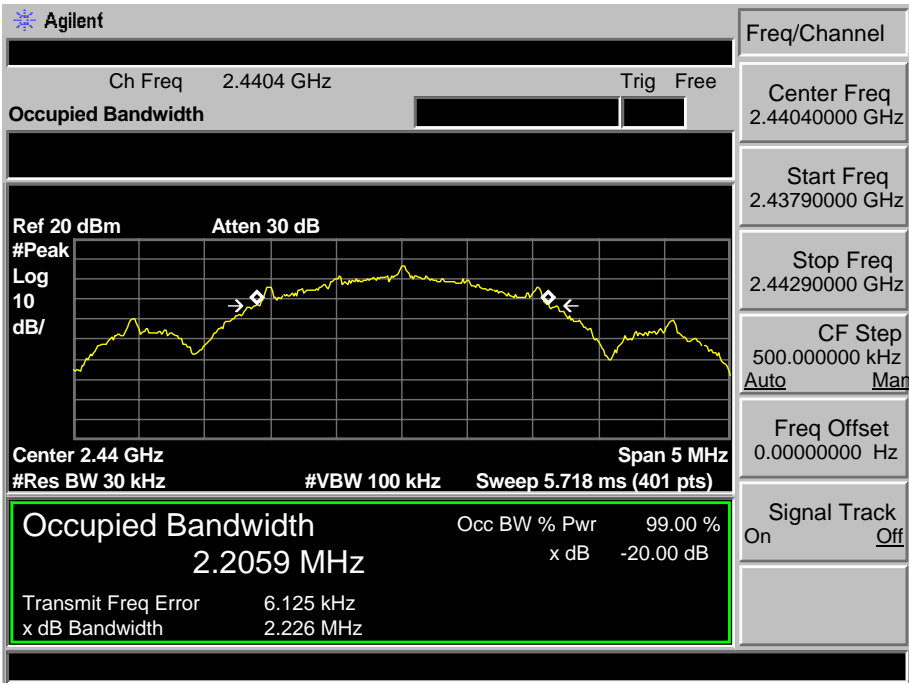 Agilent
Freq/Channel
Ch Freq 2.4404 GHz Trig Free
Occupied Bandwidth
Center Freq
2.44040000 GHz
Start Freq
2.43790000 GHz
Ref 20 dBm Atten 30 dB
#Peak
Log
10
dB/
Stop Freq
2.44290000 GHz
CF Step
500.000000 kHz
Auto Man
Freq Offset
0.00000000 Hz
Center 2.44 GHz Span 5 MHz
#Res BW 30 kHz #VBW 100 kHz Sweep 5.718 ms (401 pts)
Signal Track
On Off
Occupied Bandwidth Occ BW % Pwr 99.00 %
2.2059 MHz x dB -20.00 dB
Transmit Freq Error 6.125 kHz
x dB Bandwidth 2.226 MHz